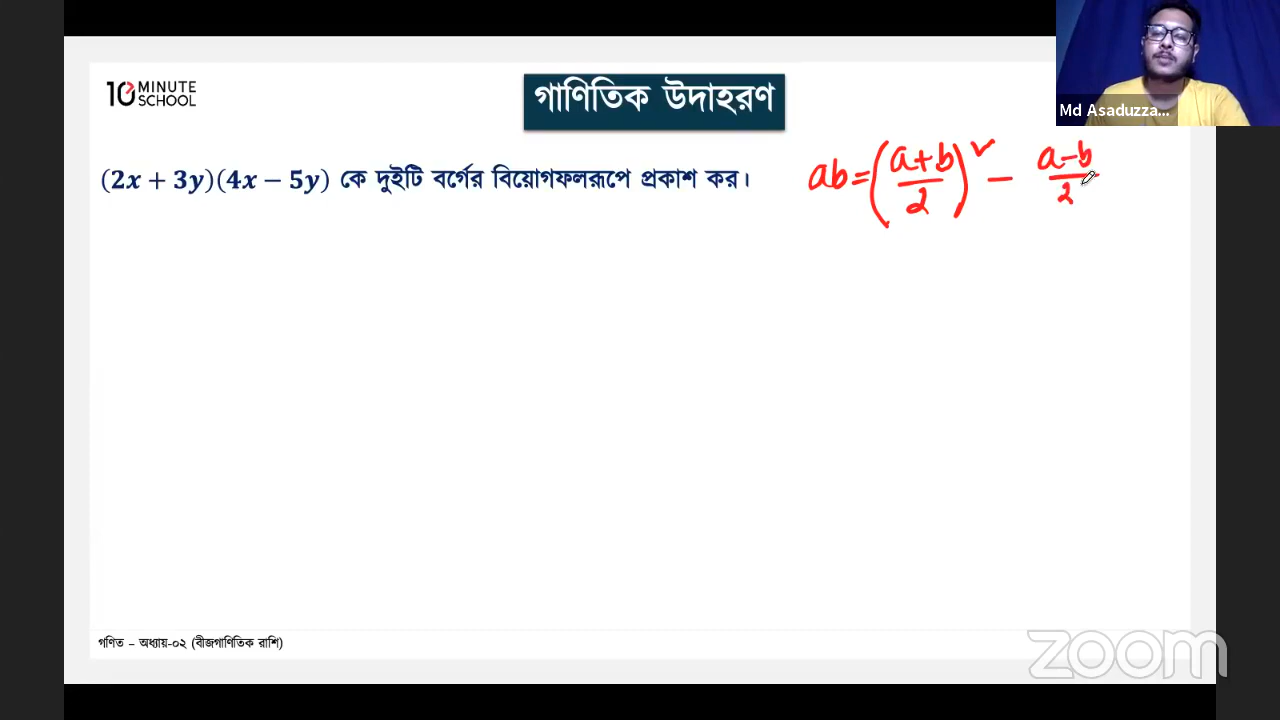 10 MINUTE SCHOOL
গাণিতিক উদাহরণ
Md Asaduzza...
(2x + 3y)(4x − 5y) কে দুইটি বর্গের বিয়োগফলরূপে প্রকাশ কর।
ab = ((a+b)/2)² − (a−b)/2
গণিত – অধ্যায়-০২ (বীজগাণিতিক রাশি)
zoom